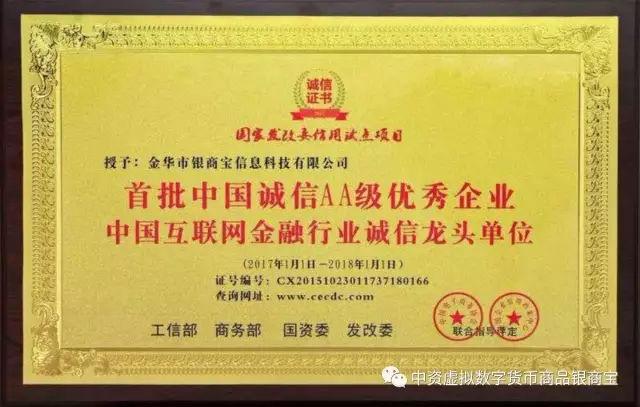 诚信
证书
国家发改委信用试点项目
授予：金华市银商宝信息科技有限公司
首批中国诚信AA级优秀企业
中国互联网金融行业诚信龙头单位
(2017年1月1日－2018年1月1日)
证书编号：CX20151023011737180166
查询网址：www.cecdc.com
工信部 商务部 国资委 发改委
联合指导评定
中资虚拟数字货币商品银商宝